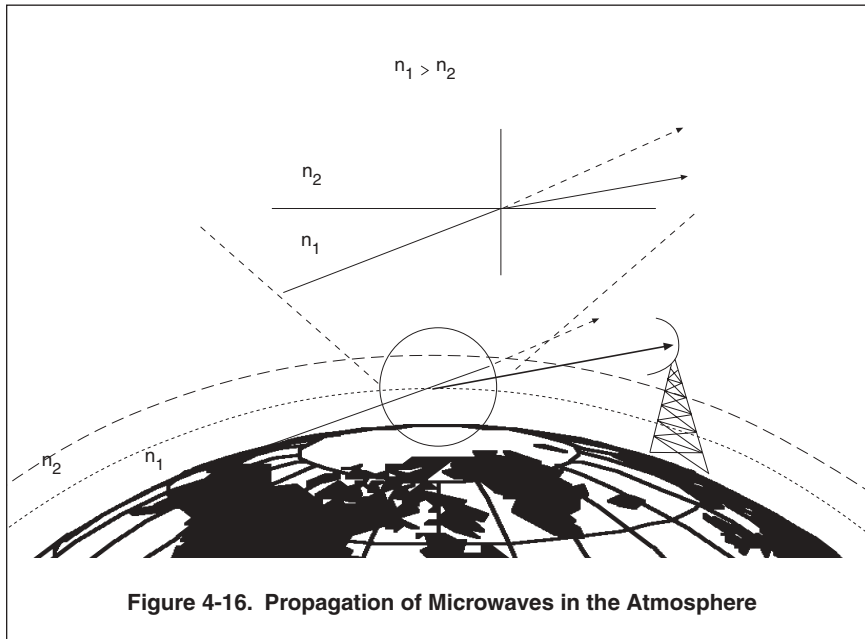 n1 > n2
n2
n1
n2
n1
Figure 4-16. Propagation of Microwaves in the Atmosphere